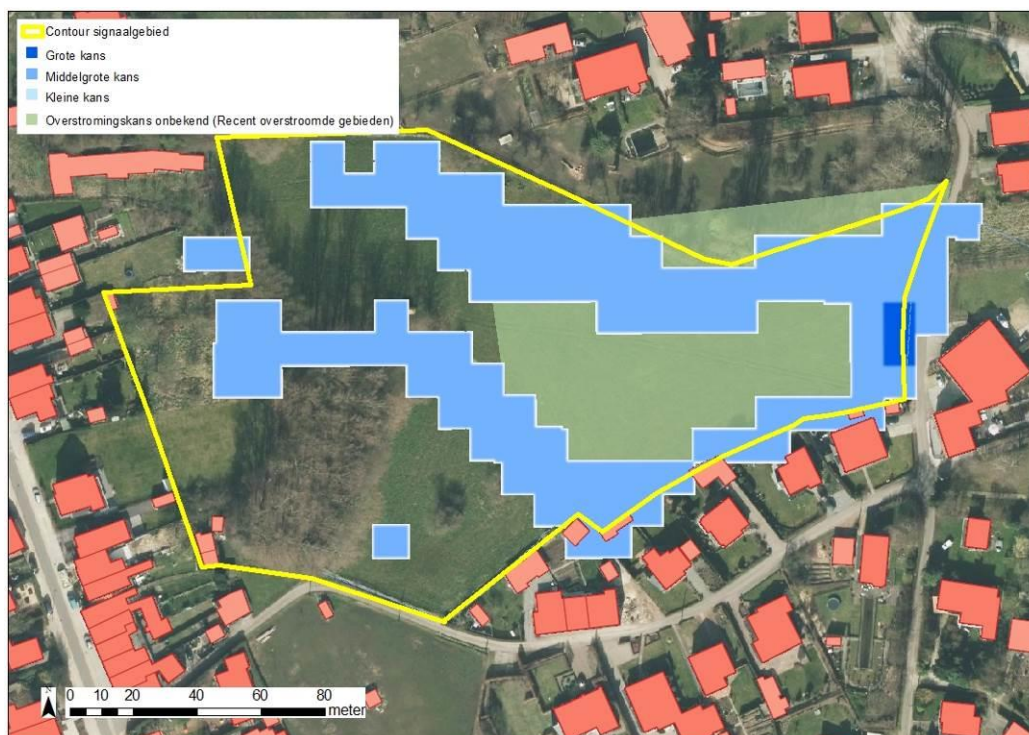 Contour signaalgebied
Grote kans
Middelgrote kans
Kleine kans
Overstromingskans onbekend (Recent overstroomde gebieden)
0 10 20 40 60 80
meter